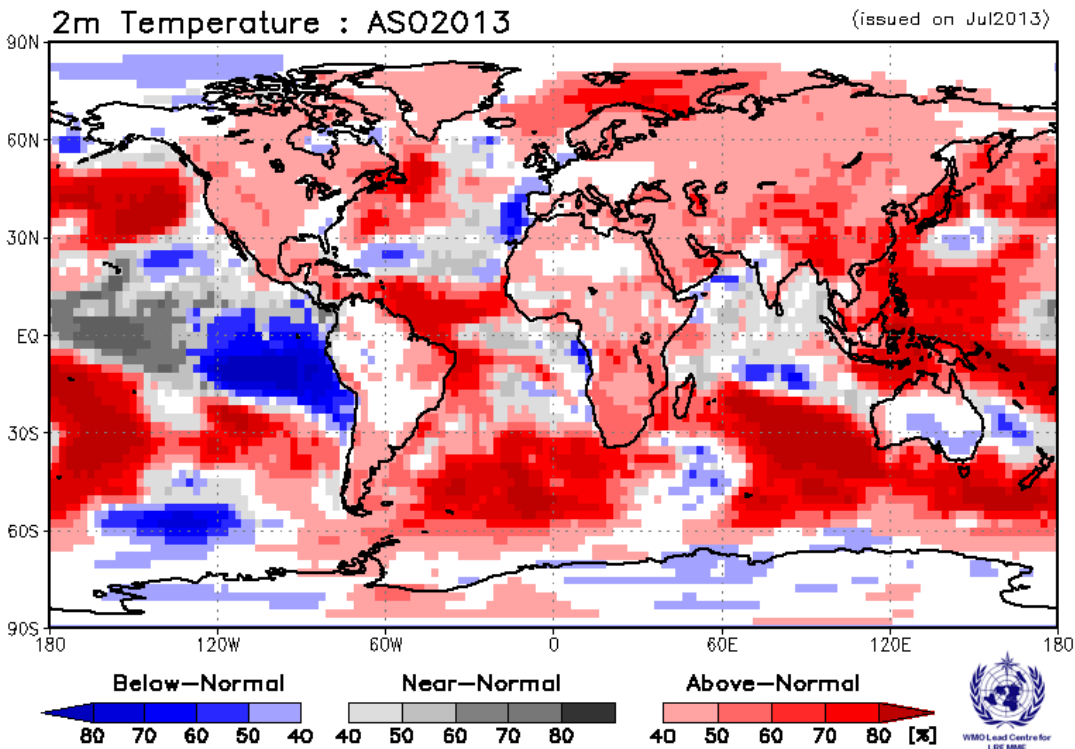 2m Temperature : ASO2013
(issued on Jul2013)
90N
60N
30N
EQ
30S
60S
90S
180 120W 60W 0 60E 120E 180
Below-Normal Near-Normal Above-Normal
80 70 60 50 40 40 50 60 70 80 40 50 60 70 80 [%]
WMO Lead Centre for
LRFMME